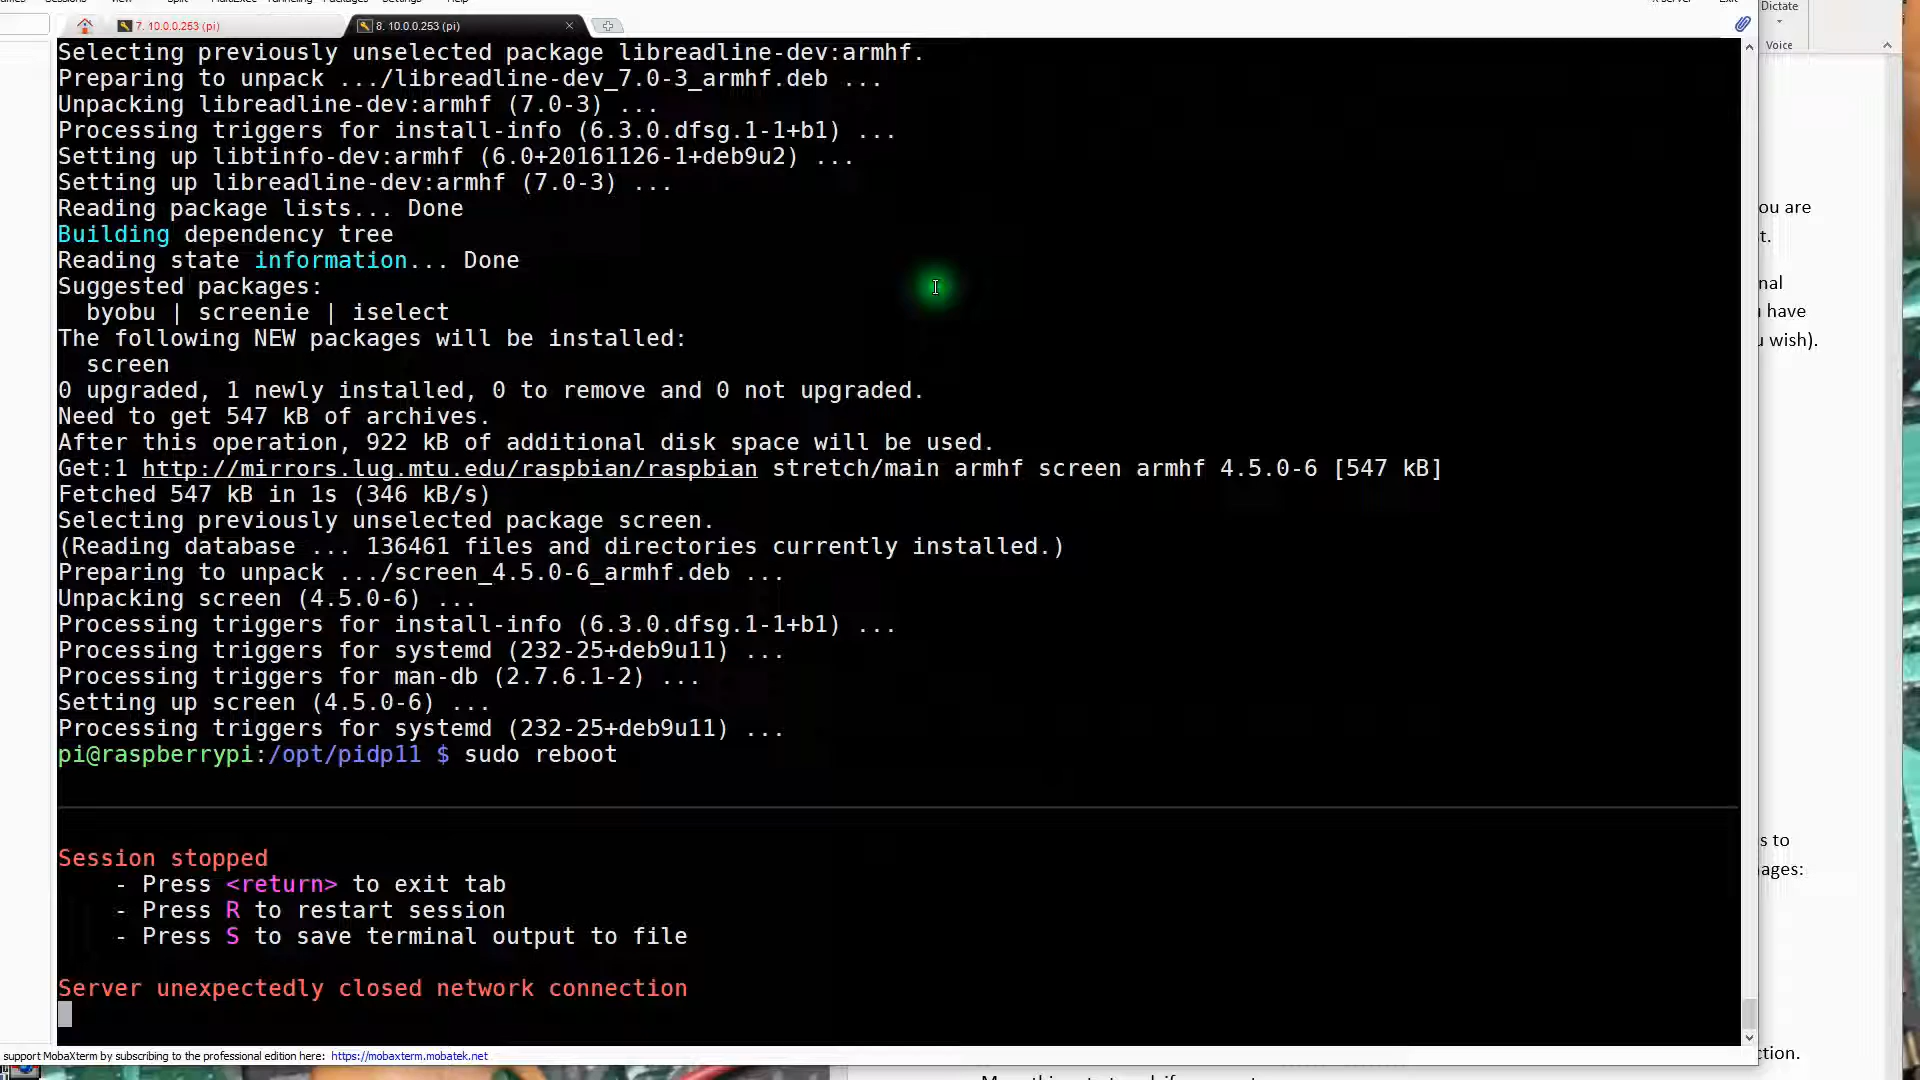 7. 10.0.0.253 (pi)
8. 10.0.0.253 (pi)
Dictate
Voice
Selecting previously unselected package libreadline-dev:armhf.
Preparing to unpack .../libreadline-dev_7.0-3_armhf.deb ...
Unpacking libreadline-dev:armhf (7.0-3) ...
Processing triggers for install-info (6.3.0.dfsg.1-1+b1) ...
Setting up libtinfo-dev:armhf (6.0+20161126-1+deb9u2) ...
Setting up libreadline-dev:armhf (7.0-3) ...
Reading package lists... Done
Building dependency tree
Reading state information... Done
Suggested packages:
byobu | screenie | iselect
The following NEW packages will be installed:
screen
0 upgraded, 1 newly installed, 0 to remove and 0 not upgraded.
Need to get 547 kB of archives.
After this operation, 922 kB of additional disk space will be used.
Get:1 http://mirrors.lug.mtu.edu/raspbian/raspbian stretch/main armhf screen armhf 4.5.0-6 [547 kB]
Fetched 547 kB in 1s (346 kB/s)
Selecting previously unselected package screen.
(Reading database ... 136461 files and directories currently installed.)
Preparing to unpack .../screen_4.5.0-6_armhf.deb ...
Unpacking screen (4.5.0-6) ...
Processing triggers for install-info (6.3.0.dfsg.1-1+b1) ...
Processing triggers for systemd (232-25+deb9u11) ...
Processing triggers for man-db (2.7.6.1-2) ...
Setting up screen (4.5.0-6) ...
Processing triggers for systemd (232-25+deb9u11) ...
pi@raspberrypi:/opt/pidp11 $ sudo reboot
Session stopped
- Press <return> to exit tab
- Press R to restart session
- Press S to save terminal output to file
Server unexpectedly closed network connection
support MobaXterm by subscribing to the professional edition here: https://mobaxterm.mobatek.net
ou are
t.
nal
have
wish).
s to
ages:
ction.